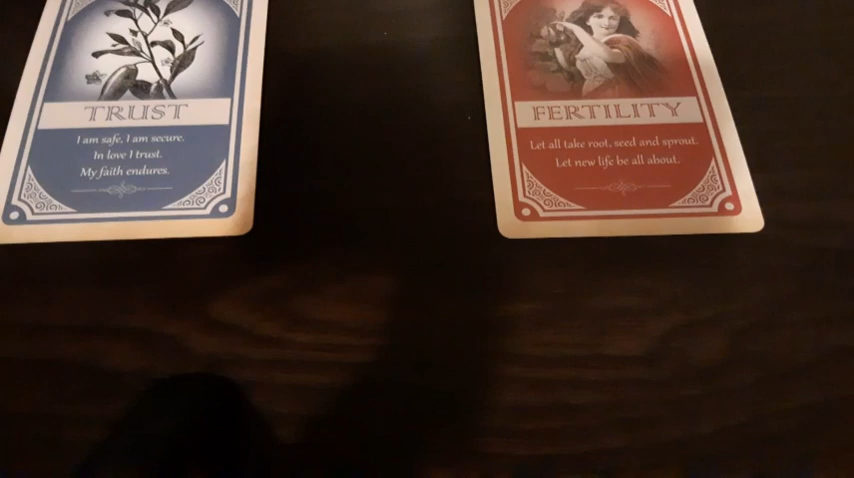 TRUST
I am safe, I am secure.
In love I trust.
My faith endures.
FERTILITY
Let all take root, seed and sprout.
Let new life be all about.